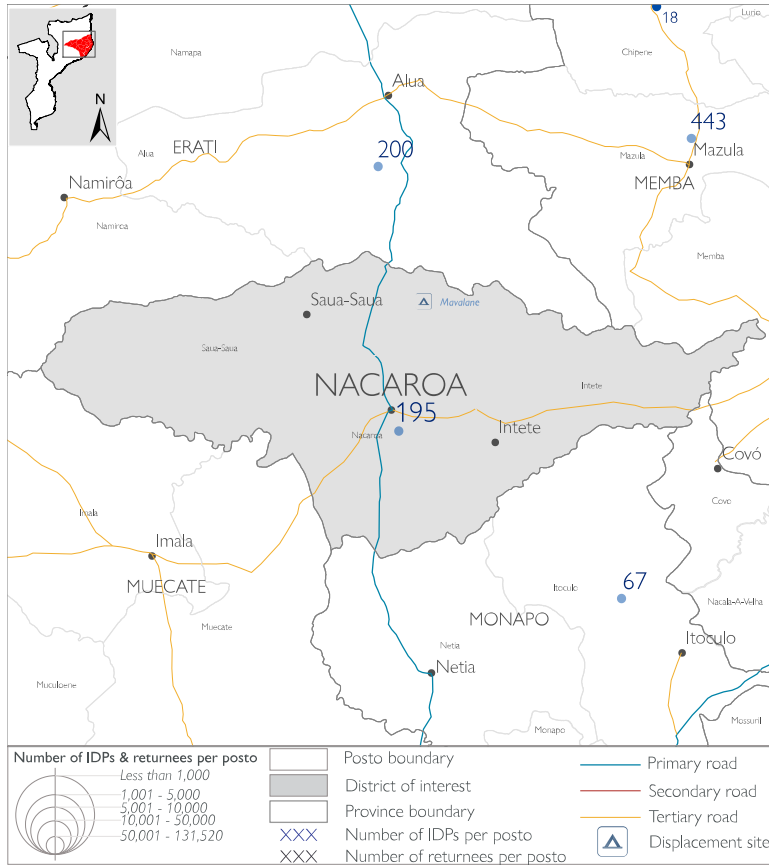 Lurio
18
Namapa
Chipene
N
Alua
443
Alua
ERATI
200
Mazula
Mazula
MEMBA
Namirôa
Namiroa
Memba
Saua-Saua
Mavalane
Saua-Saua
NACAROA
Intete
195
Nacaroa
Intete
Covó
Covo
Imala
Imala
MUECATE
67
Itoculo
Nacala-A-Velha
MONAPO
Muecate
Itoculo
Netia
Netia
Muculoene
Monapo
Mossuril
Number of IDPs & returnees per posto
Less than 1,000
1,001 - 5,000
5,001 - 10,000
10,001 - 50,000
50,001 - 131,520
Posto boundary
District of interest
Province boundary
XXX Number of IDPs per posto
XXX Number of returnees per posto
Primary road
Secondary road
Tertiary road
Displacement site